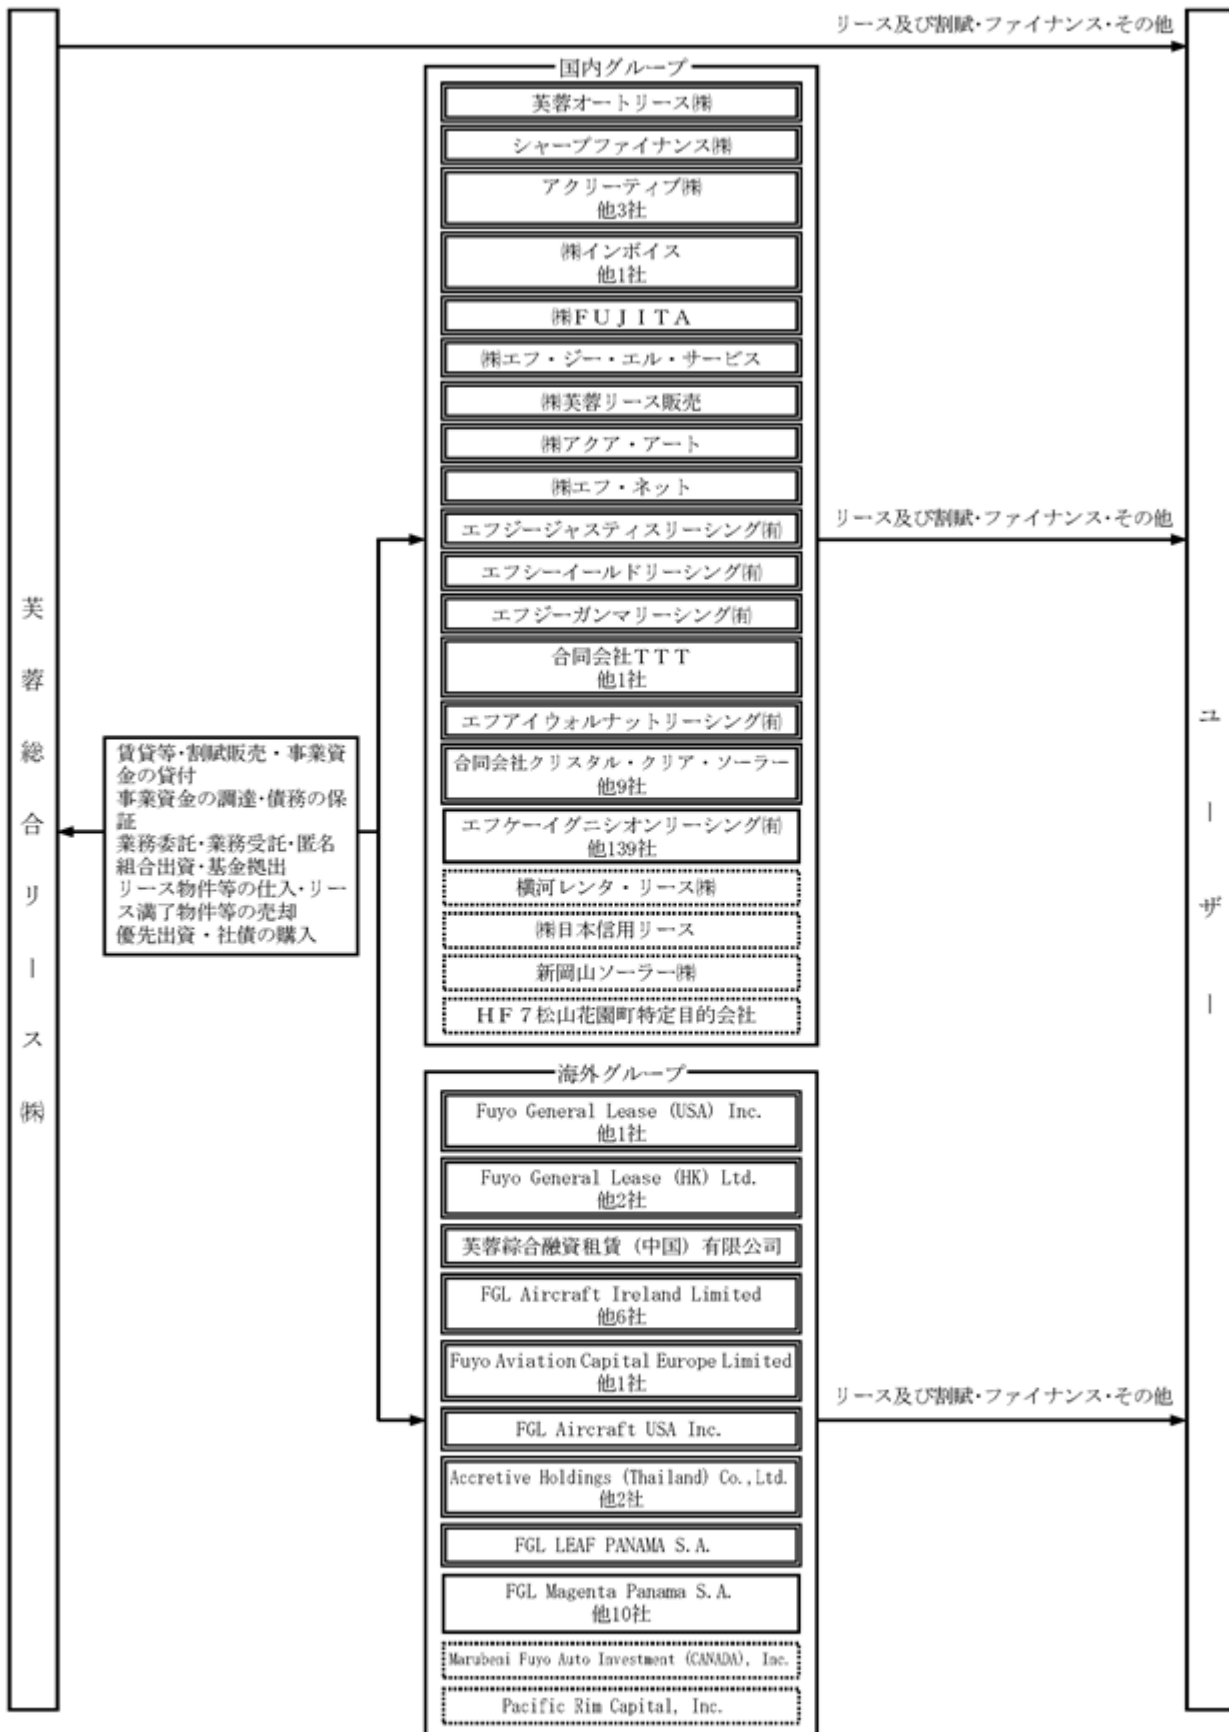 リース及び割賦・ファイナンス・その他
国内グループ
芙蓉オートリース㈱
シャープファイナンス㈱
アクリーティブ㈱
他3社
㈱インボイス
他1社
㈱ＦＵＪＩＴＡ
㈱エフ・ジー・エル・サービス
㈱芙蓉リース販売
㈱アクア・アート
㈱エフ・ネット
エフジージャスティスリーシング㈲
エフシーイールドリーシング㈲
エフジーガンマリーシング㈲
合同会社ＴＴＴ
他1社
エフアイウォルナットリーシング㈲
合同会社クリスタル・クリア・ソーラー
他9社
エフケーイグニシオンリーシング㈲
他139社
横河レンタ・リース㈱
㈱日本信用リース
新岡山ソーラー㈱
ＨＦ７松山花園町特定目的会社
リース及び割賦・ファイナンス・その他
芙蓉総合リース㈱
賃貸等・割賦販売・事業資
金の貸付
事業資金の調達・債務の保
証
業務委託・業務受託・匿名
組合出資・基金拠出
リース物件等の仕入・リー
ス満了物件等の売却
優先出資・社債の購入
ユーザー
海外グループ
Fuyo General Lease (USA) Inc.
他1社
Fuyo General Lease (HK) Ltd.
他2社
芙蓉綜合融資租賃（中国）有限公司
FGL Aircraft Ireland Limited
他6社
Fuyo Aviation Capital Europe Limited
他1社
FGL Aircraft USA Inc.
Accretive Holdings (Thailand) Co.,Ltd.
他2社
FGL LEAF PANAMA S.A.
FGL Magenta Panama S.A.
他10社
Marubeni Fuyo Auto Investment (CANADA), Inc.
Pacific Rim Capital, Inc.
リース及び割賦・ファイナンス・その他